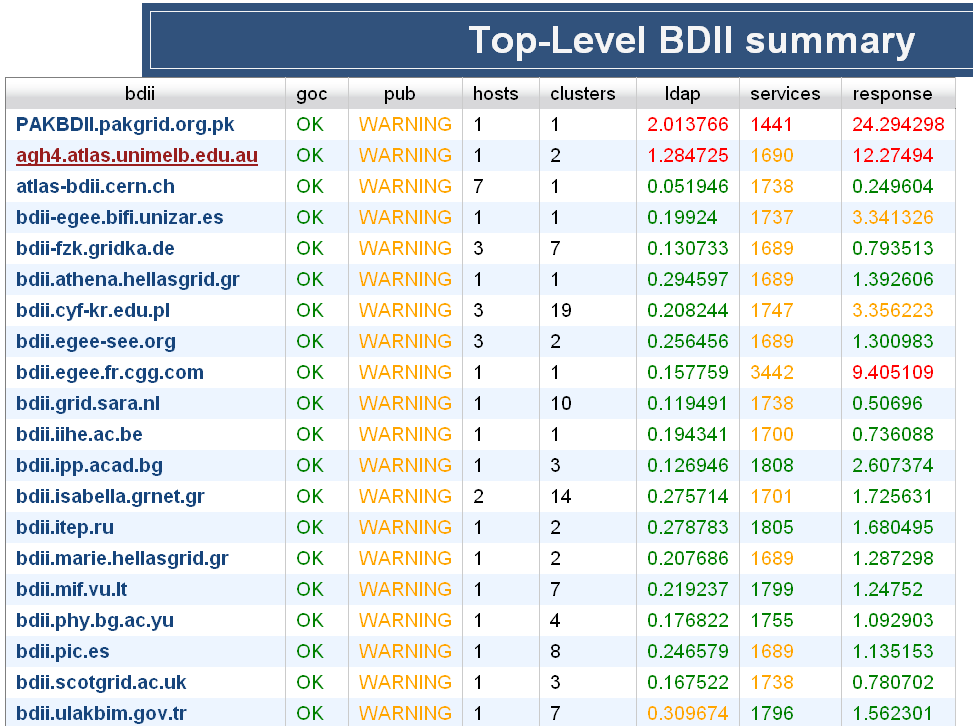 Top-Level BDII summary
bdii goc pub hosts clusters ldap services response
PAKBDII.pakgrid.org.pk OK WARNING 1 1 2.013766 1441 24.294298
agh4.atlas.unimelb.edu.au OK WARNING 1 2 1.284725 1690 12.27494
atlas-bdii.cern.ch OK WARNING 7 1 0.051946 1738 0.249604
bdii-egee.bifi.unizar.es OK WARNING 1 1 0.19924 1737 3.341326
bdii-fzk.gridka.de OK WARNING 3 7 0.130733 1689 0.793513
bdii.athena.hellasgrid.gr OK WARNING 1 1 0.294597 1689 1.392606
bdii.cyf-kr.edu.pl OK WARNING 3 19 0.208244 1747 3.356223
bdii.egee-see.org OK WARNING 3 2 0.256456 1689 1.300983
bdii.egee.fr.cgg.com OK WARNING 1 1 0.157759 3442 9.405109
bdii.grid.sara.nl OK WARNING 1 10 0.119491 1738 0.50696
bdii.iihe.ac.be OK WARNING 1 1 0.194341 1700 0.736088
bdii.ipp.acad.bg OK WARNING 1 3 0.126946 1808 2.607374
bdii.isabella.grnet.gr OK WARNING 2 14 0.275714 1701 1.725631
bdii.itep.ru OK WARNING 1 2 0.278783 1805 1.680495
bdii.marie.hellasgrid.gr OK WARNING 1 2 0.207686 1689 1.287298
bdii.mif.vu.lt OK WARNING 1 7 0.219237 1799 1.24752
bdii.phy.bg.ac.yu OK WARNING 1 4 0.176822 1755 1.092903
bdii.pic.es OK WARNING 1 8 0.246579 1689 1.135153
bdii.scotgrid.ac.uk OK WARNING 1 3 0.167522 1738 0.780702
bdii.ulakbim.gov.tr OK WARNING 1 7 0.309674 1796 1.562301